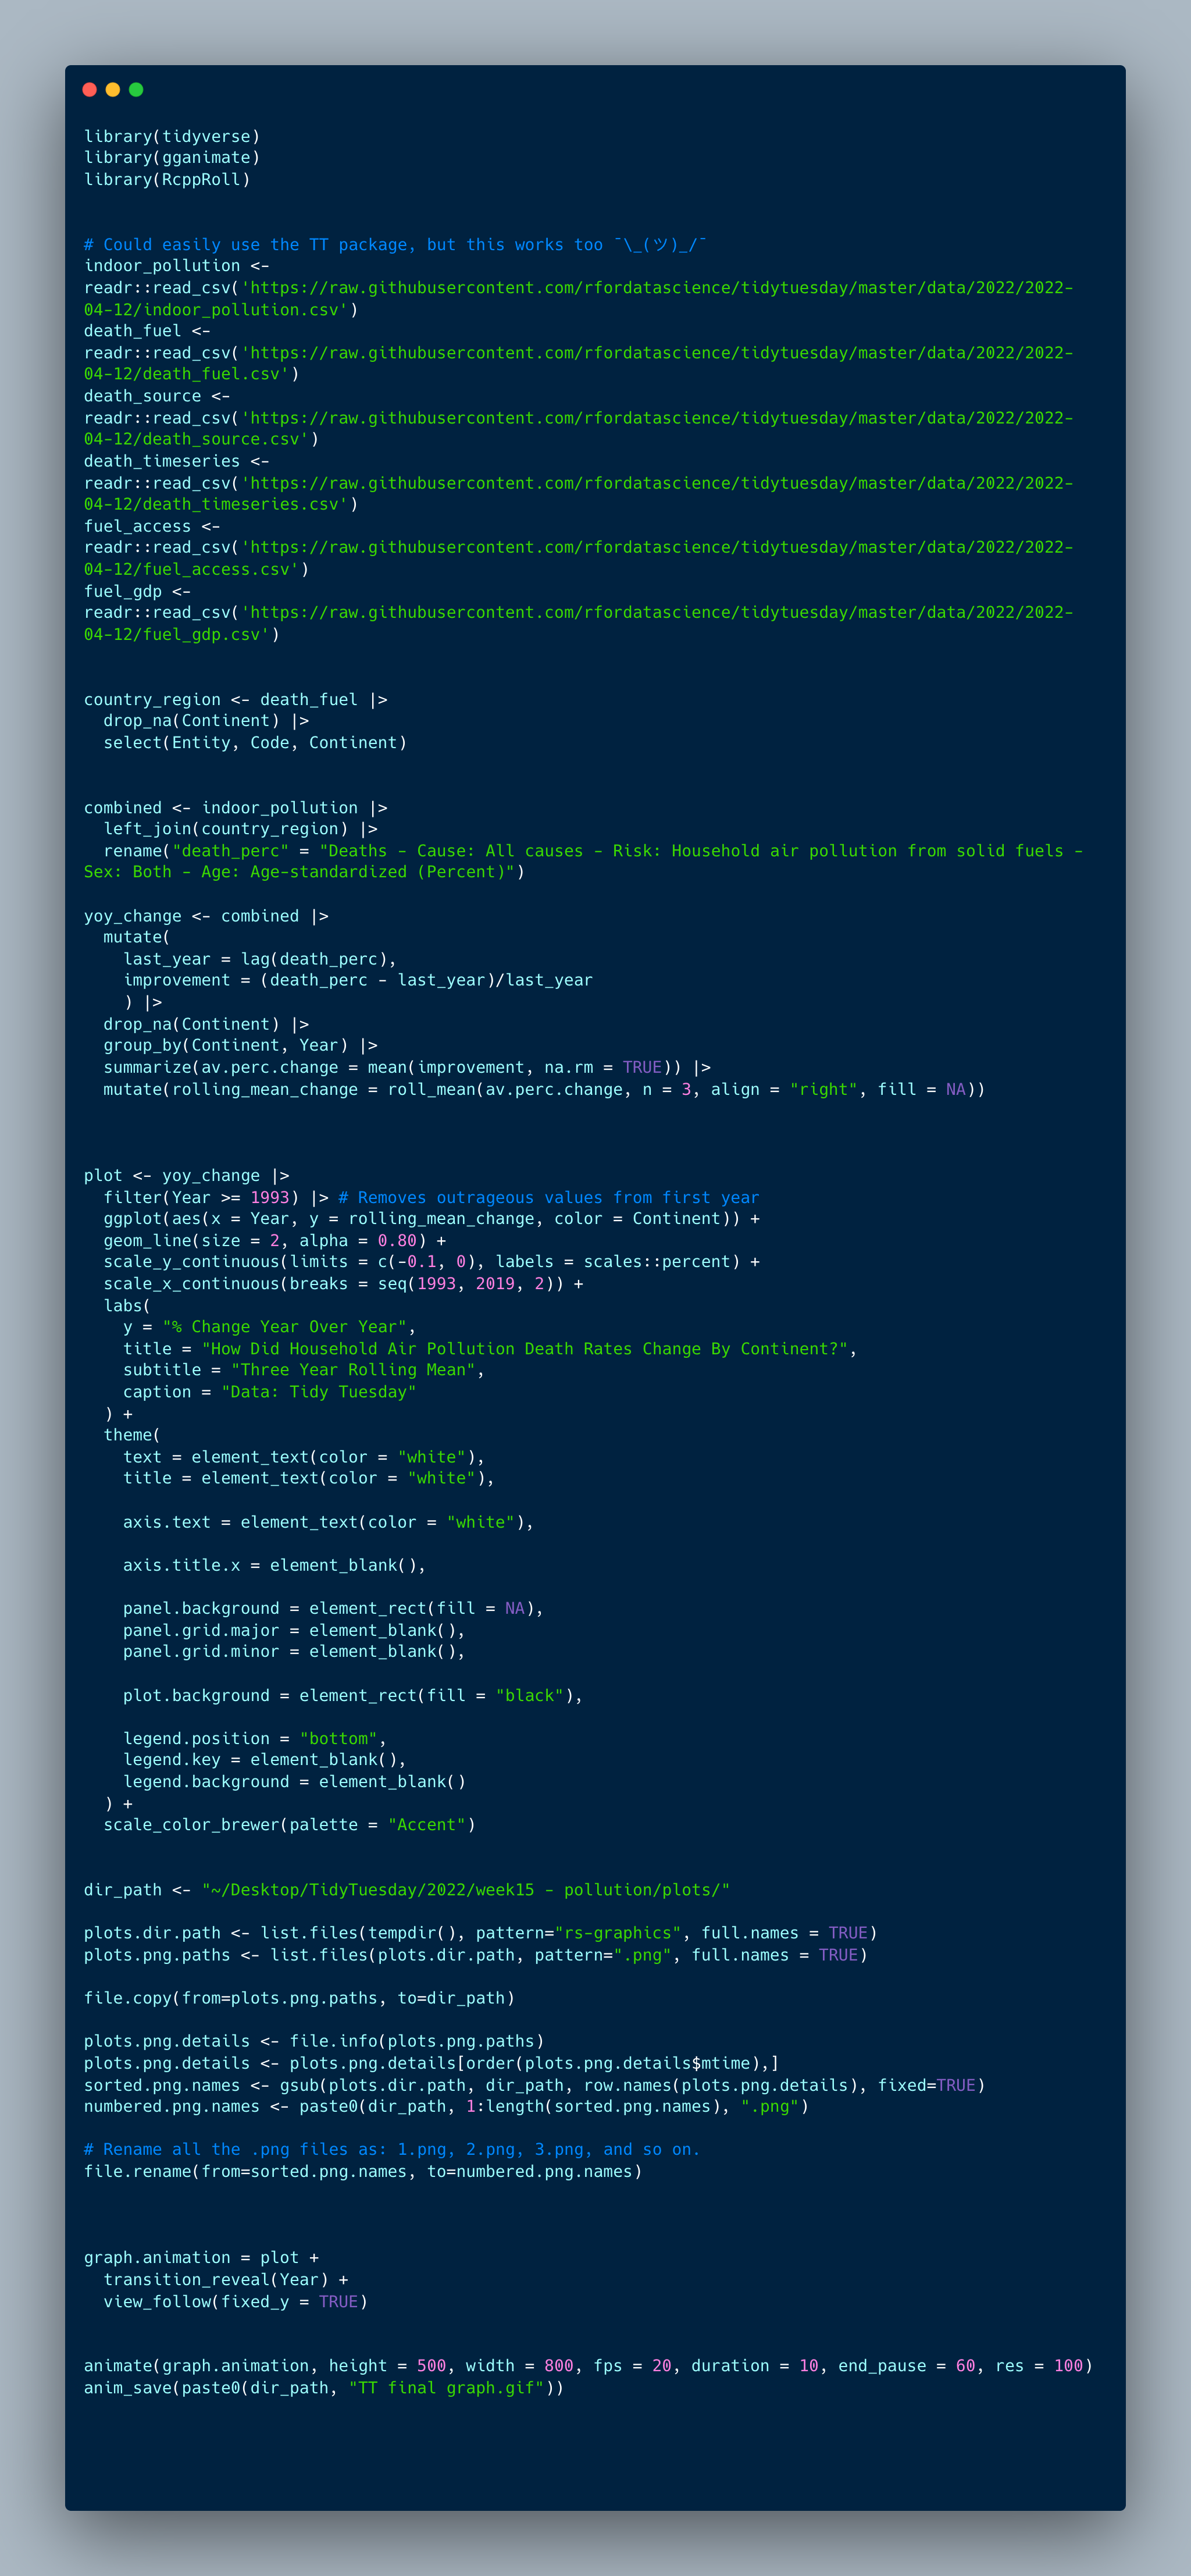 library(tidyverse)
library(gganimate)
library(RcppRoll)
# Could easily use the TT package, but this works too ¯\_(ツ)_/¯
indoor_pollution <-
readr::read_csv('https://raw.githubusercontent.com/rfordatascience/tidytuesday/master/data/2022/2022-
04-12/indoor_pollution.csv')
death_fuel <-
readr::read_csv('https://raw.githubusercontent.com/rfordatascience/tidytuesday/master/data/2022/2022-
04-12/death_fuel.csv')
death_source <-
readr::read_csv('https://raw.githubusercontent.com/rfordatascience/tidytuesday/master/data/2022/2022-
04-12/death_source.csv')
death_timeseries <-
readr::read_csv('https://raw.githubusercontent.com/rfordatascience/tidytuesday/master/data/2022/2022-
04-12/death_timeseries.csv')
fuel_access <-
readr::read_csv('https://raw.githubusercontent.com/rfordatascience/tidytuesday/master/data/2022/2022-
04-12/fuel_access.csv')
fuel_gdp <-
readr::read_csv('https://raw.githubusercontent.com/rfordatascience/tidytuesday/master/data/2022/2022-
04-12/fuel_gdp.csv')
country_region <- death_fuel |>
  drop_na(Continent) |>
  select(Entity, Code, Continent)
combined <- indoor_pollution |>
  left_join(country_region) |>
  rename("death_perc" = "Deaths - Cause: All causes - Risk: Household air pollution from solid fuels -
Sex: Both - Age: Age-standardized (Percent)")
yoy_change <- combined |>
  mutate(
    last_year = lag(death_perc),
    improvement = (death_perc - last_year)/last_year
    ) |>
  drop_na(Continent) |>
  group_by(Continent, Year) |>
  summarize(av.perc.change = mean(improvement, na.rm = TRUE)) |>
  mutate(rolling_mean_change = roll_mean(av.perc.change, n = 3, align = "right", fill = NA))
plot <- yoy_change |>
  filter(Year >= 1993) |> # Removes outrageous values from first year
  ggplot(aes(x = Year, y = rolling_mean_change, color = Continent)) +
  geom_line(size = 2, alpha = 0.80) +
  scale_y_continuous(limits = c(-0.1, 0), labels = scales::percent) +
  scale_x_continuous(breaks = seq(1993, 2019, 2)) +
  labs(
    y = "% Change Year Over Year",
    title = "How Did Household Air Pollution Death Rates Change By Continent?",
    subtitle = "Three Year Rolling Mean",
    caption = "Data: Tidy Tuesday"
  ) +
  theme(
    text = element_text(color = "white"),
    title = element_text(color = "white"),
    axis.text = element_text(color = "white"),
    axis.title.x = element_blank(),
    panel.background = element_rect(fill = NA),
    panel.grid.major = element_blank(),
    panel.grid.minor = element_blank(),
    plot.background = element_rect(fill = "black"),
    legend.position = "bottom",
    legend.key = element_blank(),
    legend.background = element_blank()
  ) +
  scale_color_brewer(palette = "Accent")
dir_path <- "~/Desktop/TidyTuesday/2022/week15 - pollution/plots/"
plots.dir.path <- list.files(tempdir(), pattern="rs-graphics", full.names = TRUE)
plots.png.paths <- list.files(plots.dir.path, pattern=".png", full.names = TRUE)
file.copy(from=plots.png.paths, to=dir_path)
plots.png.details <- file.info(plots.png.paths)
plots.png.details <- plots.png.details[order(plots.png.details$mtime),]
sorted.png.names <- gsub(plots.dir.path, dir_path, row.names(plots.png.details), fixed=TRUE)
numbered.png.names <- paste0(dir_path, 1:length(sorted.png.names), ".png")
# Rename all the .png files as: 1.png, 2.png, 3.png, and so on.
file.rename(from=sorted.png.names, to=numbered.png.names)
graph.animation = plot +
  transition_reveal(Year) +
  view_follow(fixed_y = TRUE)
animate(graph.animation, height = 500, width = 800, fps = 20, duration = 10, end_pause = 60, res = 100)
anim_save(paste0(dir_path, "TT final graph.gif"))